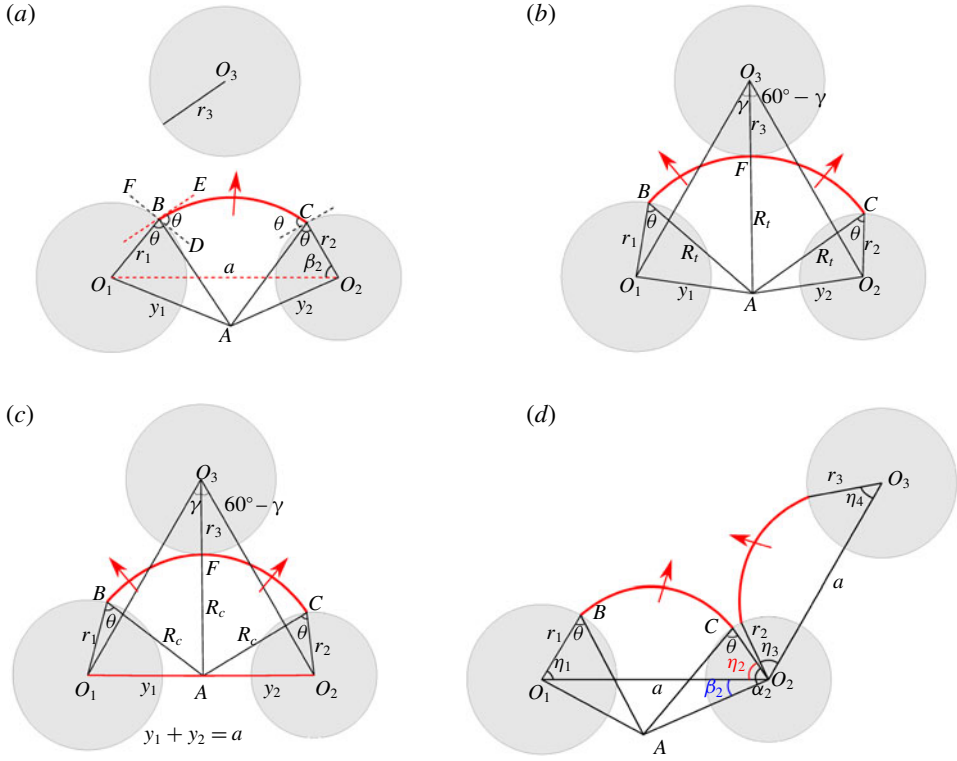 (a)
O3
r3
F
B
E
θ
θ
D
r1
C
θ
θ
r2
β2
a
O1
O2
y1
y2
A
(b)
O3
γ
60° − γ
r3
F
B
θ
r1
Rt
Rt
Rt
C
θ
r2
O1
y1
A
y2
O2
(c)
O3
γ
60° − γ
r3
F
B
θ
r1
Rc
Rc
Rc
C
θ
r2
O1
y1
A
y2
O2
y1 + y2 = a
(d)
r3
O3
η4
a
B
r1
θ
C
r2
θ
η3
η1
η2
α2
O1
a
β2
O2
A